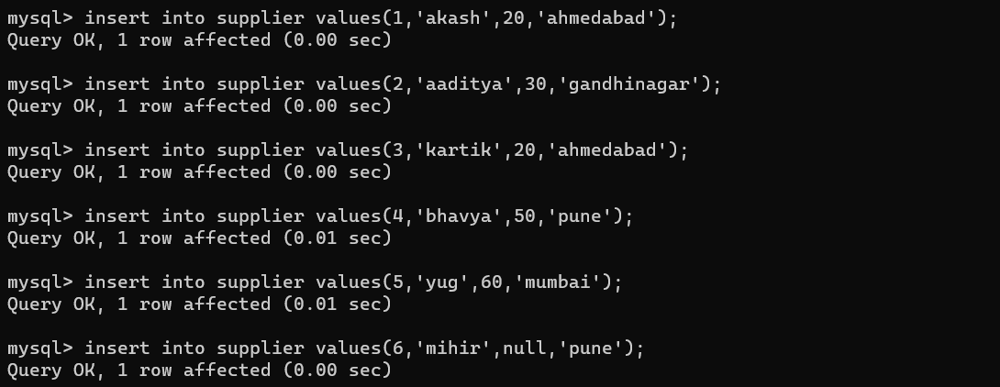 mysql> insert into supplier values(1,'akash',20,'ahmedabad');
Query OK, 1 row affected (0.00 sec)
mysql> insert into supplier values(2,'aaditya',30,'gandhinagar');
Query OK, 1 row affected (0.00 sec)
mysql> insert into supplier values(3,'kartik',20,'ahmedabad');
Query OK, 1 row affected (0.00 sec)
mysql> insert into supplier values(4,'bhavya',50,'pune');
Query OK, 1 row affected (0.01 sec)
mysql> insert into supplier values(5,'yug',60,'mumbai');
Query OK, 1 row affected (0.01 sec)
mysql> insert into supplier values(6,'mihir',null,'pune');
Query OK, 1 row affected (0.00 sec)